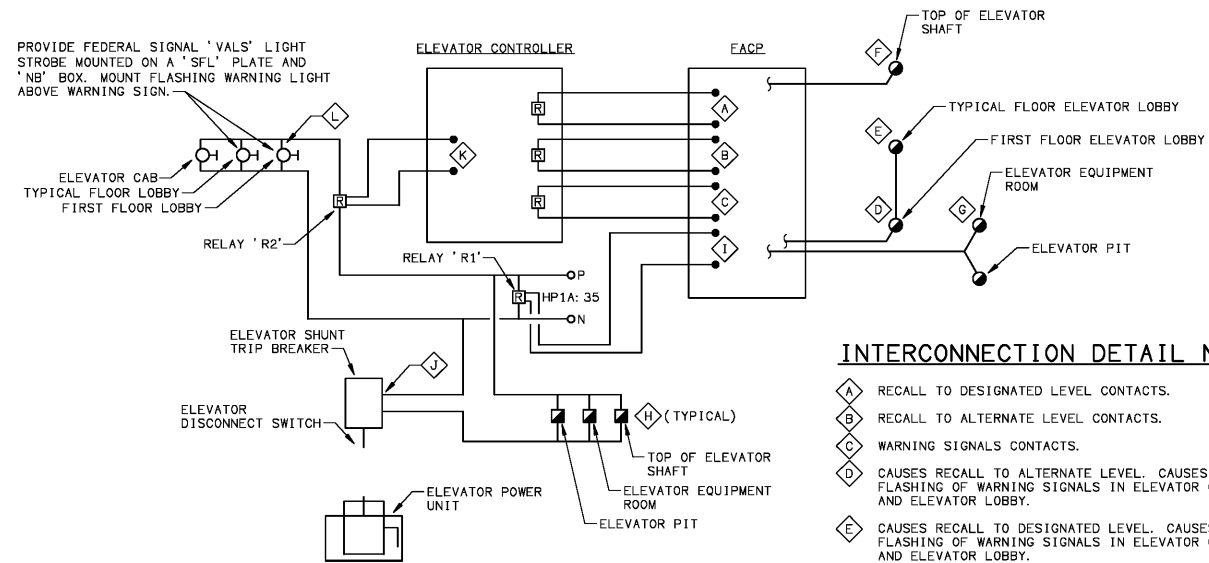 PROVIDE FEDERAL SIGNAL 'VALS' LIGHT
STROBE MOUNTED ON A 'SFL' PLATE AND
'NB' BOX. MOUNT FLASHING WARNING LIGHT
ABOVE WARNING SIGN.
L
ELEVATOR CAB
TYPICAL FLOOR LOBBY
FIRST FLOOR LOBBY
R
RELAY 'R2'
ELEVATOR CONTROLLER
K
R
R
R
FACP
A
B
C
I
TOP OF ELEVATOR
SHAFT
F
TYPICAL FLOOR ELEVATOR LOBBY
E
FIRST FLOOR ELEVATOR LOBBY
D
ELEVATOR EQUIPMENT
ROOM
G
ELEVATOR PIT
RELAY 'R1'
P
R
HP1A: 35
N
ELEVATOR SHUNT
TRIP BREAKER
J
ELEVATOR
DISCONNECT SWITCH
H (TYPICAL)
TOP OF ELEVATOR
SHAFT
ELEVATOR EQUIPMENT
ROOM
ELEVATOR PIT
ELEVATOR POWER
UNIT
INTERCONNECTION DETAIL
A RECALL TO DESIGNATED LEVEL CONTACTS.
B RECALL TO ALTERNATE LEVEL CONTACTS.
C WARNING SIGNALS CONTACTS.
D CAUSES RECALL TO ALTERNATE LEVEL. CAUSES
FLASHING OF WARNING SIGNALS IN ELEVATOR
AND ELEVATOR LOBBY.
E CAUSES RECALL TO DESIGNATED LEVEL. CAUSES
FLASHING OF WARNING SIGNALS IN ELEVATOR
AND ELEVATOR LOBBY.